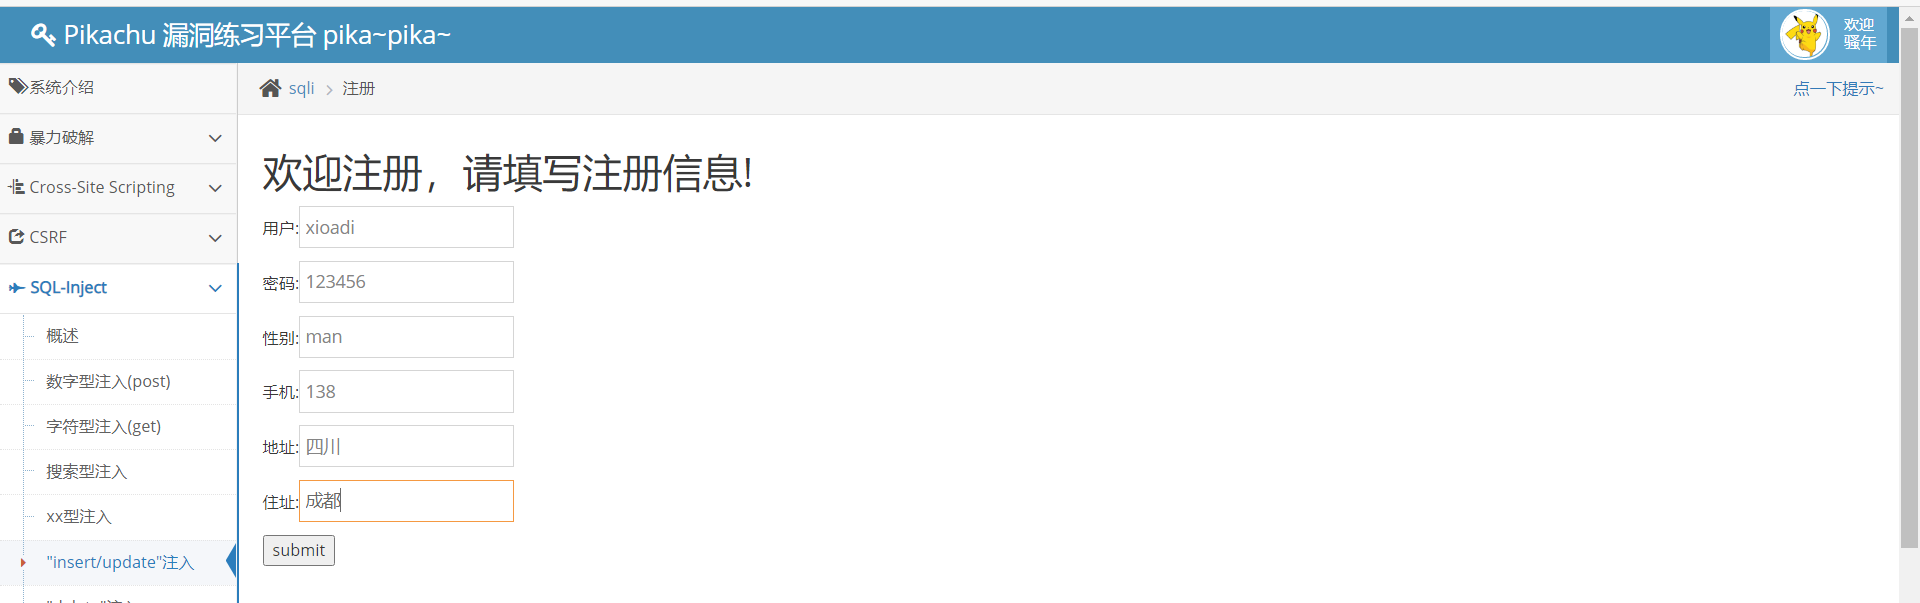 Pikachu 漏洞练习平台 pika~pika~
欢迎
骚年
系统介绍
暴力破解
Cross-Site Scripting
CSRF
SQL-Inject
概述
数字型注入(post)
字符型注入(get)
搜索型注入
xx型注入
"insert/update"注入
sqli > 注册
点一下提示~
欢迎注册，请填写注册信息!
用户: xioadi
密码: 123456
性别: man
手机: 138
地址: 四川
住址: 成都
submit